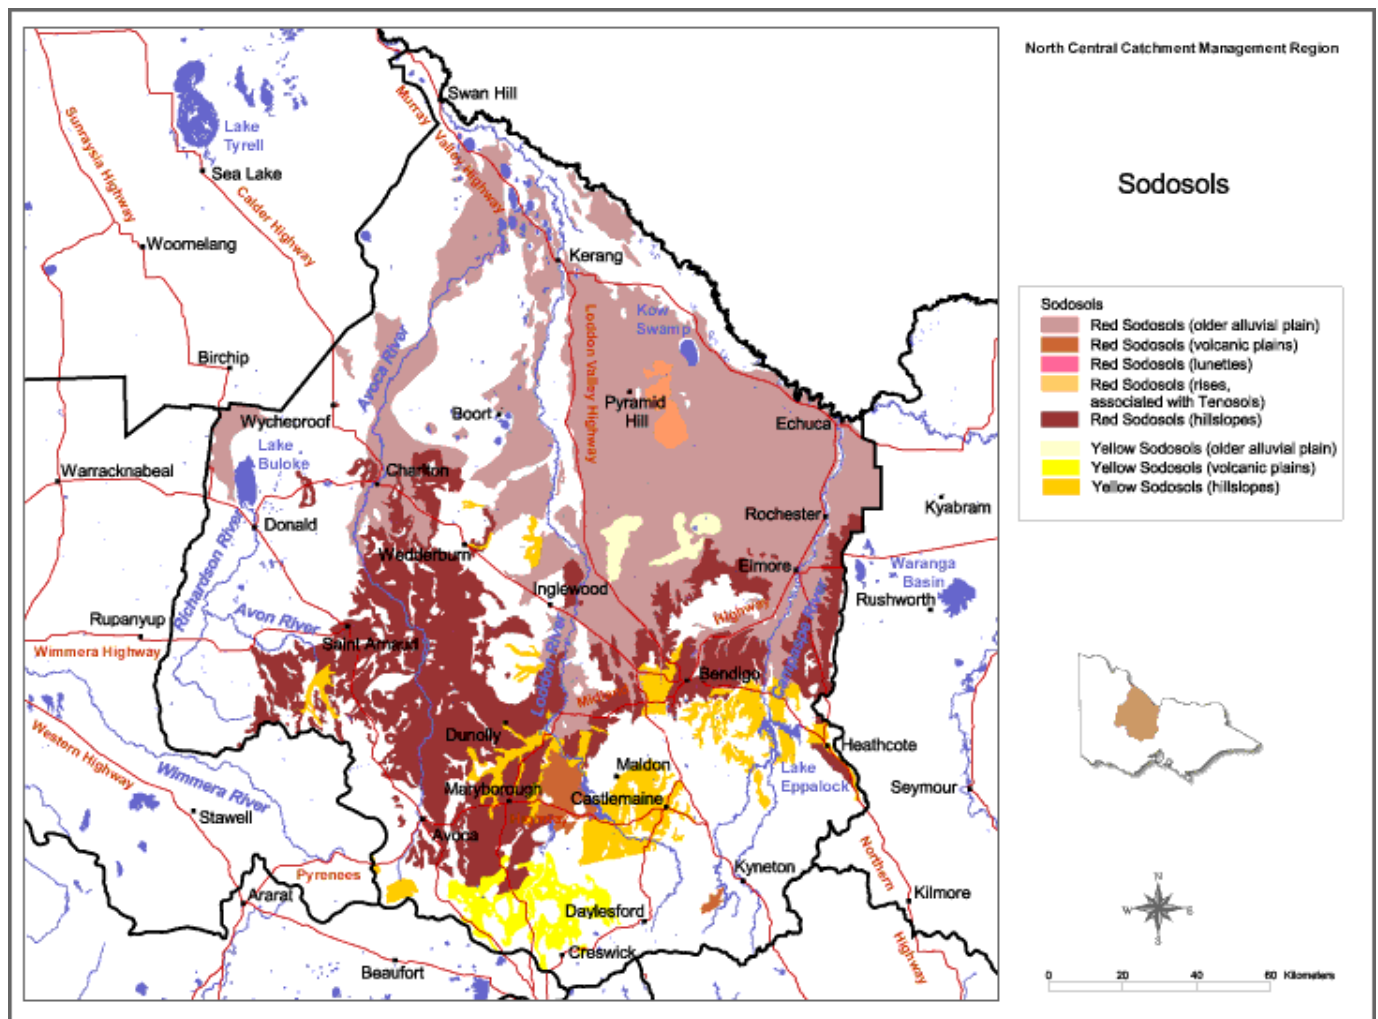 North Central Catchment Management Region
Sodosols
Sodosols
Red Sodosols (older alluvial plain)
Red Sodosols (volcanic plains)
Red Sodosols (lunettes)
Red Sodosols (rises,
associated with Tenosols)
Red Sodosols (hillslopes)
Yellow Sodosols (older alluvial plain)
Yellow Sodosols (volcanic plains)
Yellow Sodosols (hillslopes)
Swan Hill
Murray Valley Highway
Lake
Tyrell
Sea Lake
Sunraysia Highway
Calder Highway
Woomelang
Kerang
Loddon Valley Highway
Kow
Swamp
Avoca River
Birchip
Boort
Pyramid
Hill
Echuca
Wycheproof
Lake
Buloke
Charlton
Warracknabeal
Kyabram
Donald
Rochester
Richardson River
Wedderburn
Elmore
Waranga
Basin
Inglewood
Rushworth
Highway
Avon River
Rupanyup
Saint Arnaud
Wimmera Highway
Loddon River
Campaspe River
Bendigo
Midland
Dunolly
Heathcote
Western Highway
Wimmera River
Maldon
Lake
Eppalock
Seymour
Maryborough
Castlemaine
Stawell
Avoca
Pyrenees
Kyneton
Northern
Highway
Ararat
Kilmore
Daylesford
Creswick
Beaufort
N
W
E
S
0 20 40 60 Kilometers